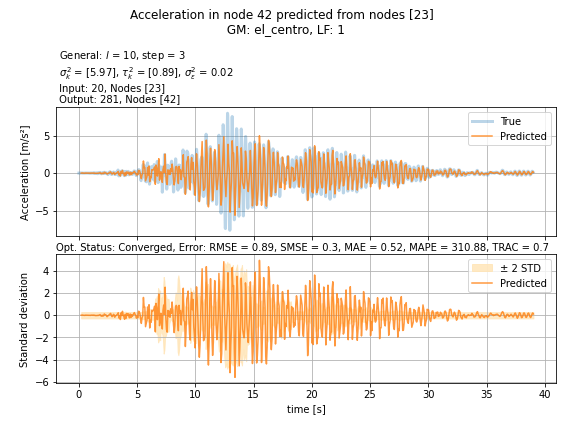 Acceleration in node 42 predicted from nodes [23]
GM: el_centro, LF: 1
General: l = 10, step = 3
σ²ₖ = [5.97], τ²ₖ = [0.89], σ²ε = 0.02
Input: 20, Nodes [23]
Output: 281, Nodes [42]
Acceleration [m/s²]
5
0
−5
True
Predicted
Opt. Status: Converged, Error: RMSE = 0.89, SMSE = 0.3, MAE = 0.52, MAPE = 310.88, TRAC = 0.7
Standard deviation
4
2
0
−2
−4
−6
± 2 STD
Predicted
0 5 10 15 20 25 30 35 40
time [s]